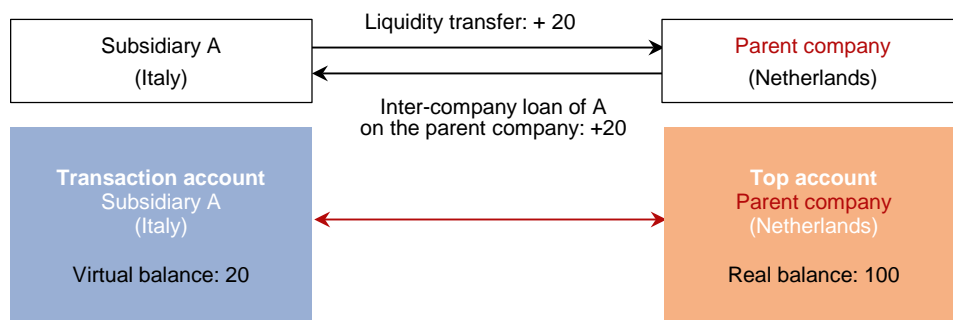 Liquidity transfer: + 20
Subsidiary A
(Italy)
Parent company
(Netherlands)
Inter-company loan of A
on the parent company: +20
Transaction account
Subsidiary A
(Italy)
Virtual balance: 20
Top account
Parent company
(Netherlands)
Real balance: 100